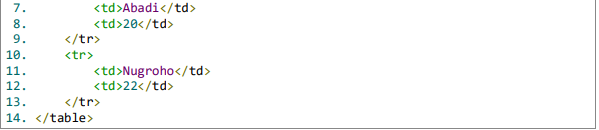 7.         <td>Abadi</td>
8.         <td>20</td>
9.     </tr>
10.     <tr>
11.         <td>Nugroho</td>
12.         <td>22</td>
13.     </tr>
14. </table>